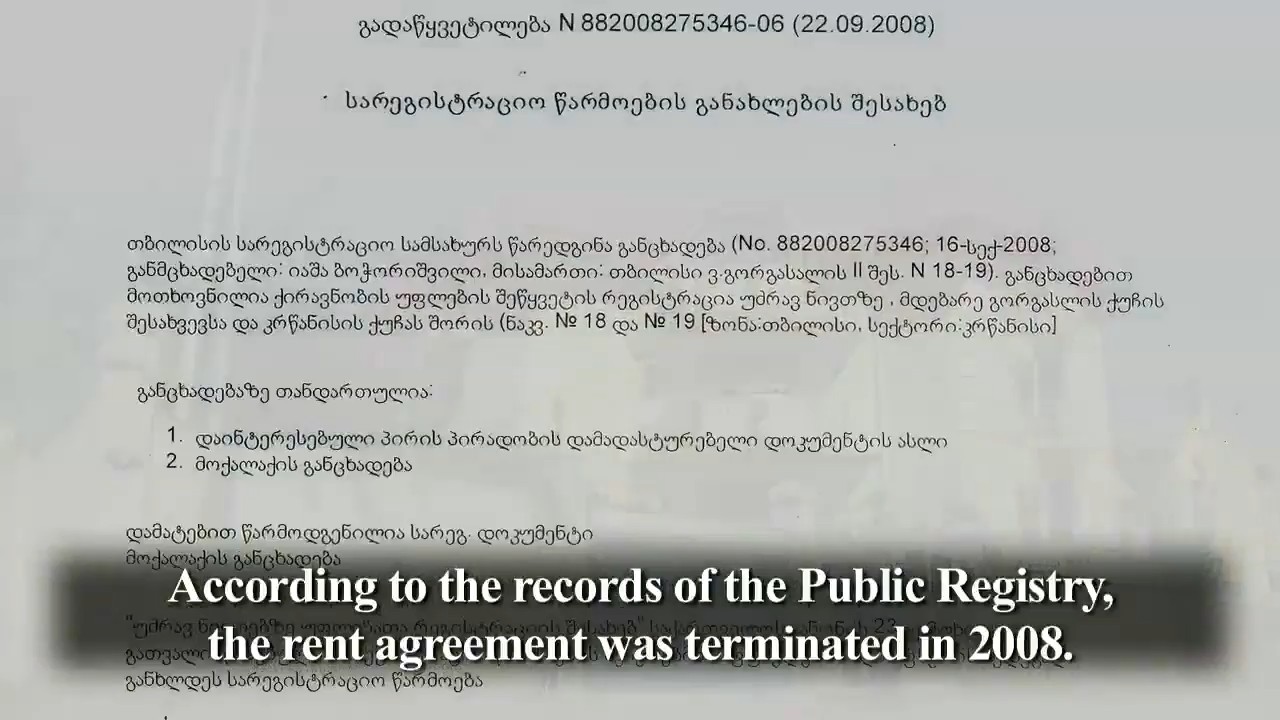 გადაწყვეტილება N 882008275346-06 (22.09.2008)
სარეგისტრაციო წარმოების განახლების შესახებ
თბილისის სარეგისტრაციო სამსახურს წარედგინა განცხადება (No. 882008275346; 16-სექ-2008;
განმცხადებელი: იაშა ბოჭორიშვილი, მისამართი: თბილისი ვ.გორგასალის II შეს. N 18-19). განცხადებით
მოთხოვნილია ქირავნობის უფლების შეწყვეტის რეგისტრაცია უძრავ ნივთზე , მდებარე გორგასლის ქუჩის
შესახვევსა და კრწანისის ქუჩას შორის (ნაკვ. № 18 და № 19 [ზონა:თბილისი, სექტორი:კრწანისი]
განცხადებაზე თანდართულია:
1. დაინტერესებული პირის პირადობის დამადასტურებელი დოკუმენტის ასლი
2. მოქალაქის განცხადება
დამატებით წარმოდგენილია სარეგ. დოკუმენტი
მოქალაქის განცხადება
According to the records of the Public Registry,
the rent agreement was terminated in 2008.
განხლდეს სარეგისტრაციო წარმოება